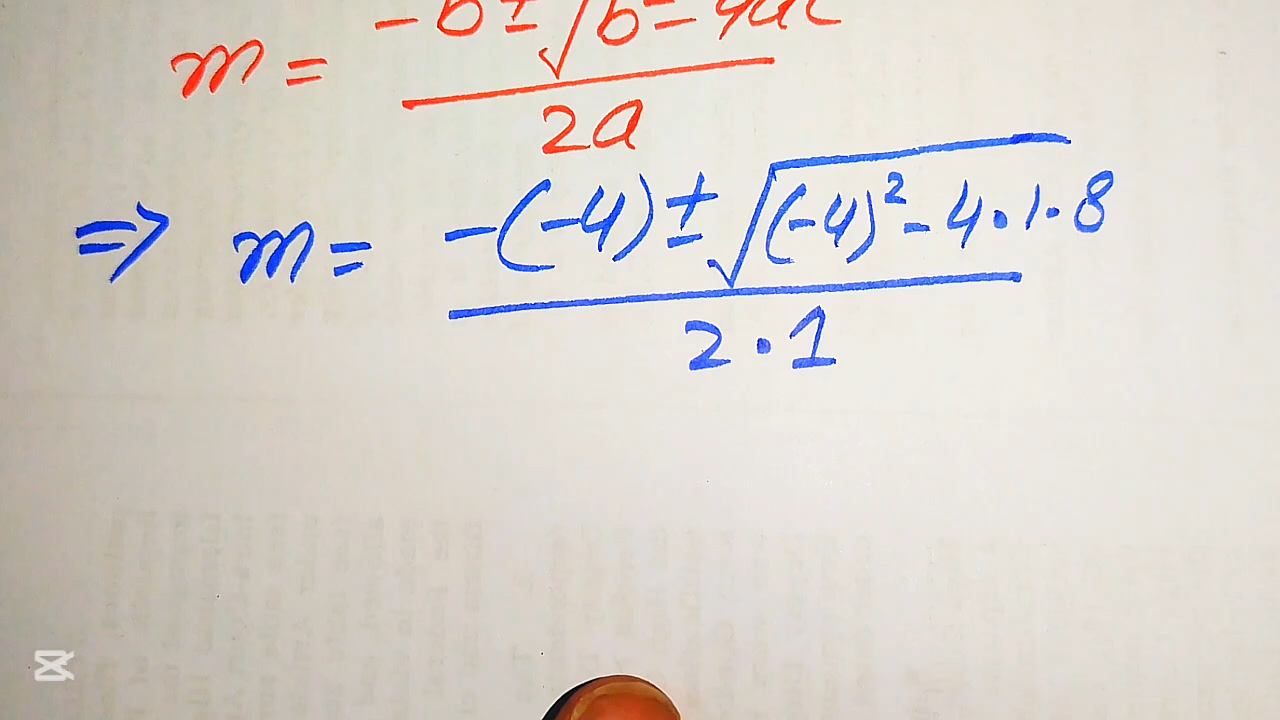 m = -b ± √b² - 4ac / 2a
⇒ m = -(-4) ± √(-4)² - 4·1·8 / 2·1